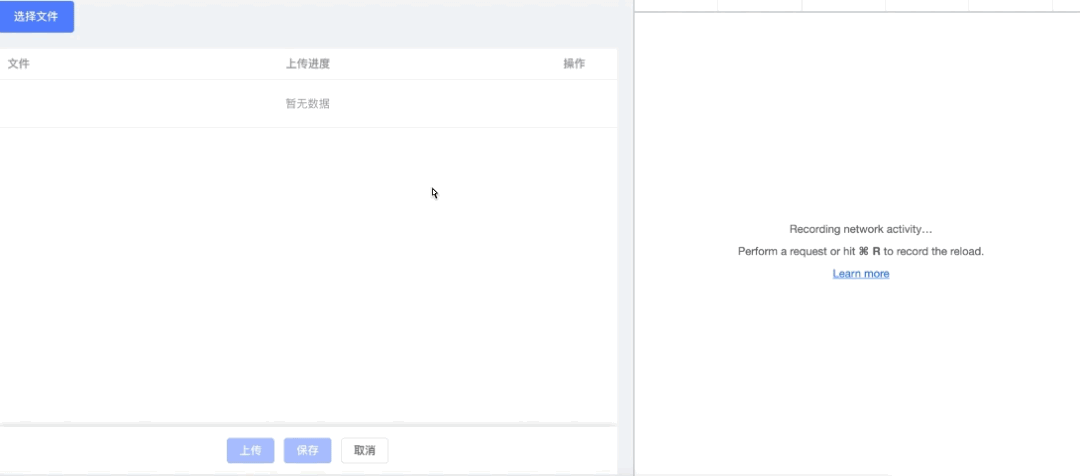 选择文件
文件 上传进度 操作
暂无数据
上传 保存 取消
Recording network activity…
Perform a request or hit ⌘ R to record the reload.
Learn more